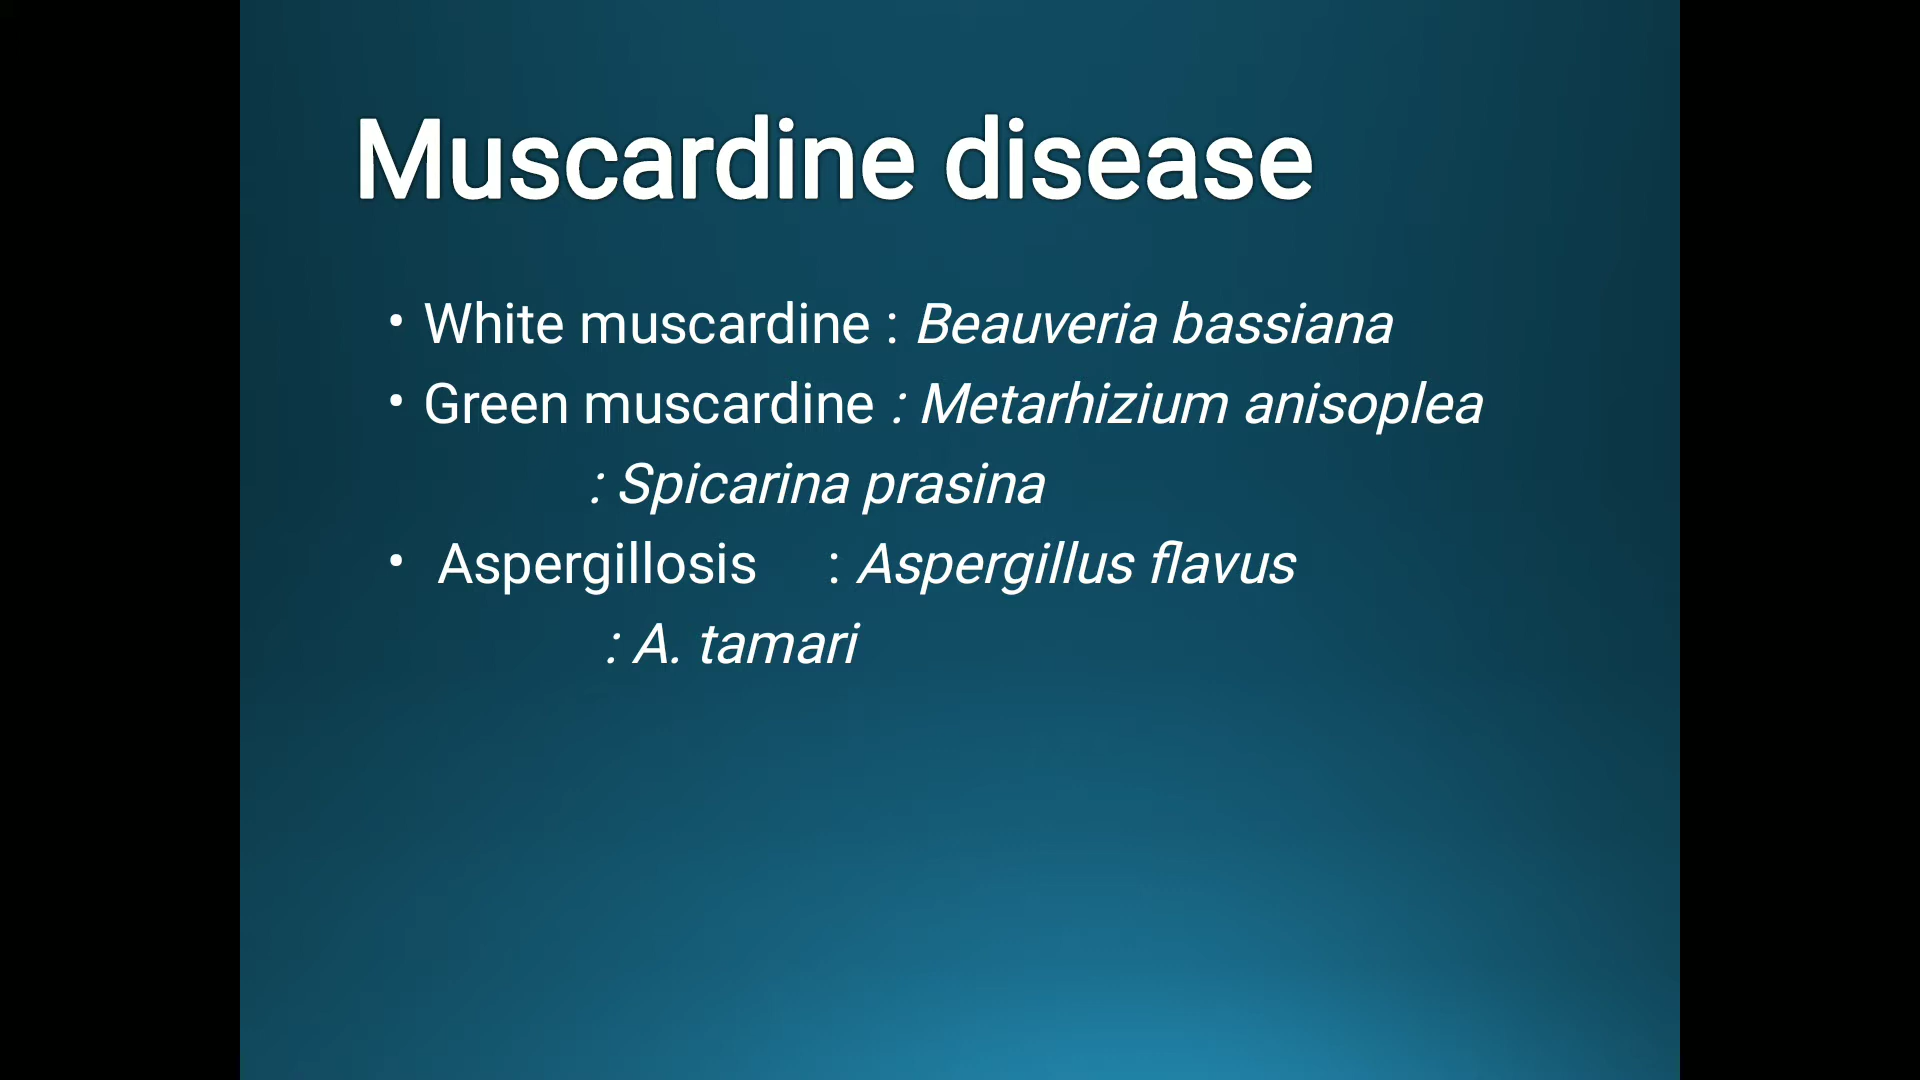 Muscardine disease
• White muscardine : Beauveria bassiana
• Green muscardine : Metarhizium anisoplea
: Spicarina prasina
• Aspergillosis : Aspergillus flavus
: A. tamari